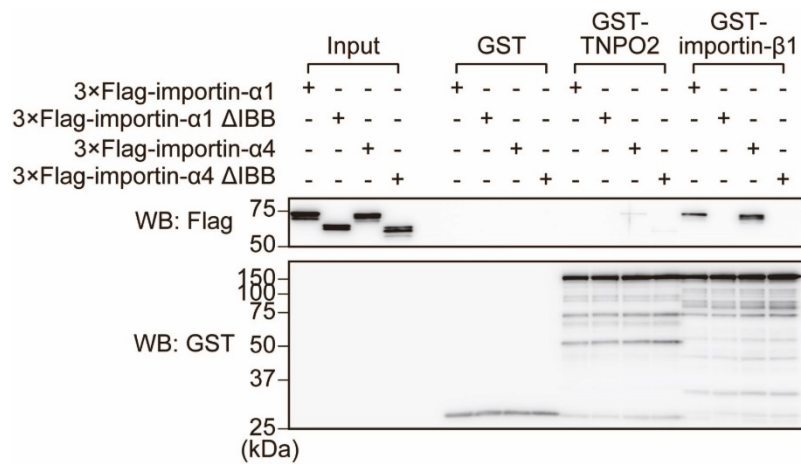 Input GST GST-TNPO2 GST-importin-β1
3×Flag-importin-α1 + - - - + - - - + - - - + - - -
3×Flag-importin-α1 ΔIBB - + - - - + - - - + - - - + - -
3×Flag-importin-α4 - - + - - - + - - - + - - - + -
3×Flag-importin-α4 ΔIBB - - - + - - - + - - - + - - - +
WB: Flag
75
50
WB: GST
150
100
75
50
37
25
(kDa)